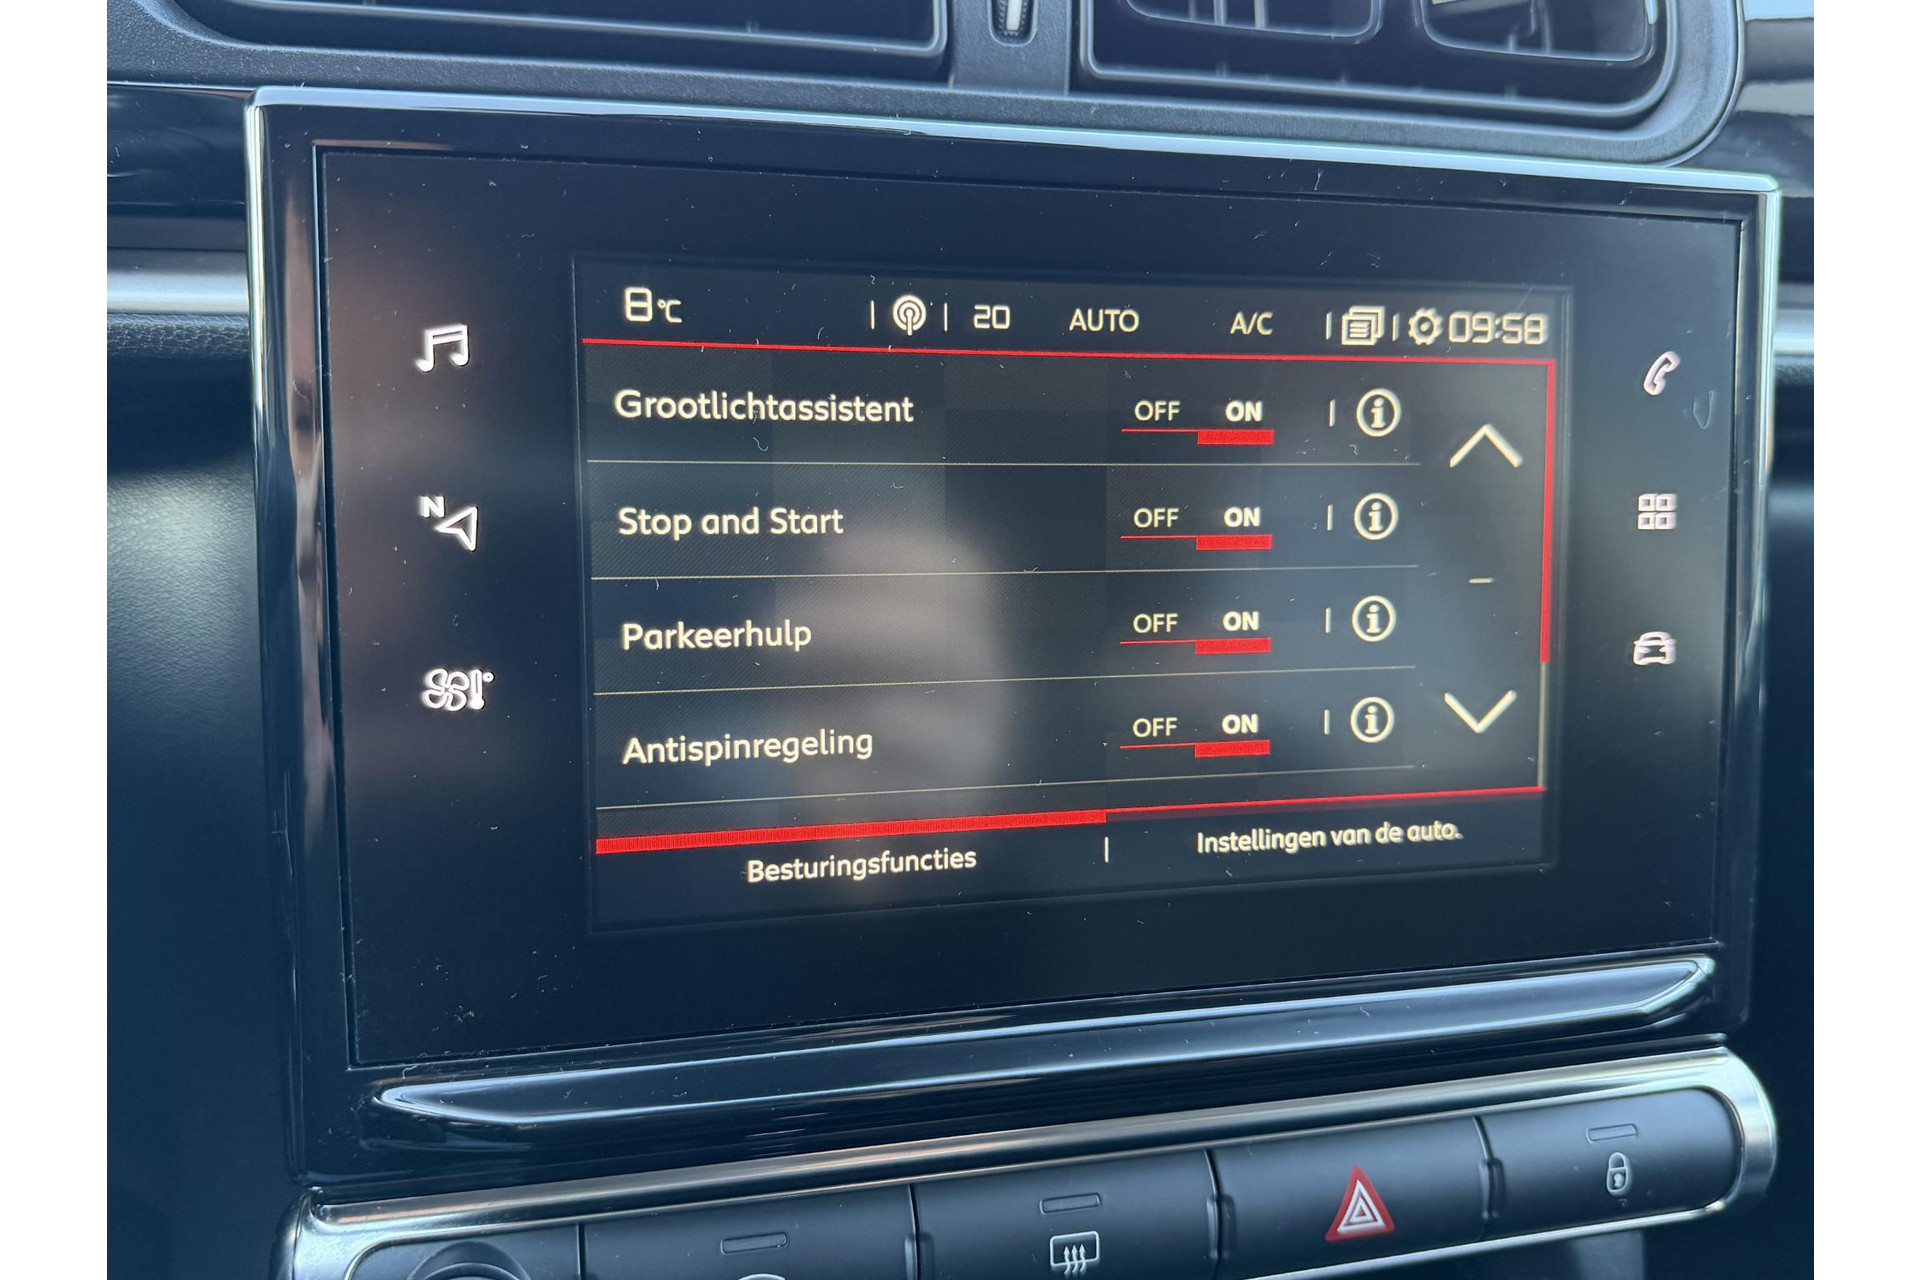 8°C 20 AUTO A/C 09:58
Grootlichtassistent OFF ON
N
Stop and Start OFF ON
Parkeerhulp OFF ON
Antispinregeling OFF ON
Besturingsfuncties Instellingen van de auto.